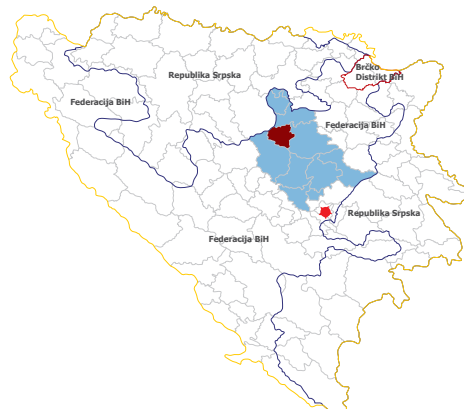 Brčko
Distrikt BiH
Republika Srpska
Federacija BiH
Federacija BiH
Republika Srpska
Federacija BiH